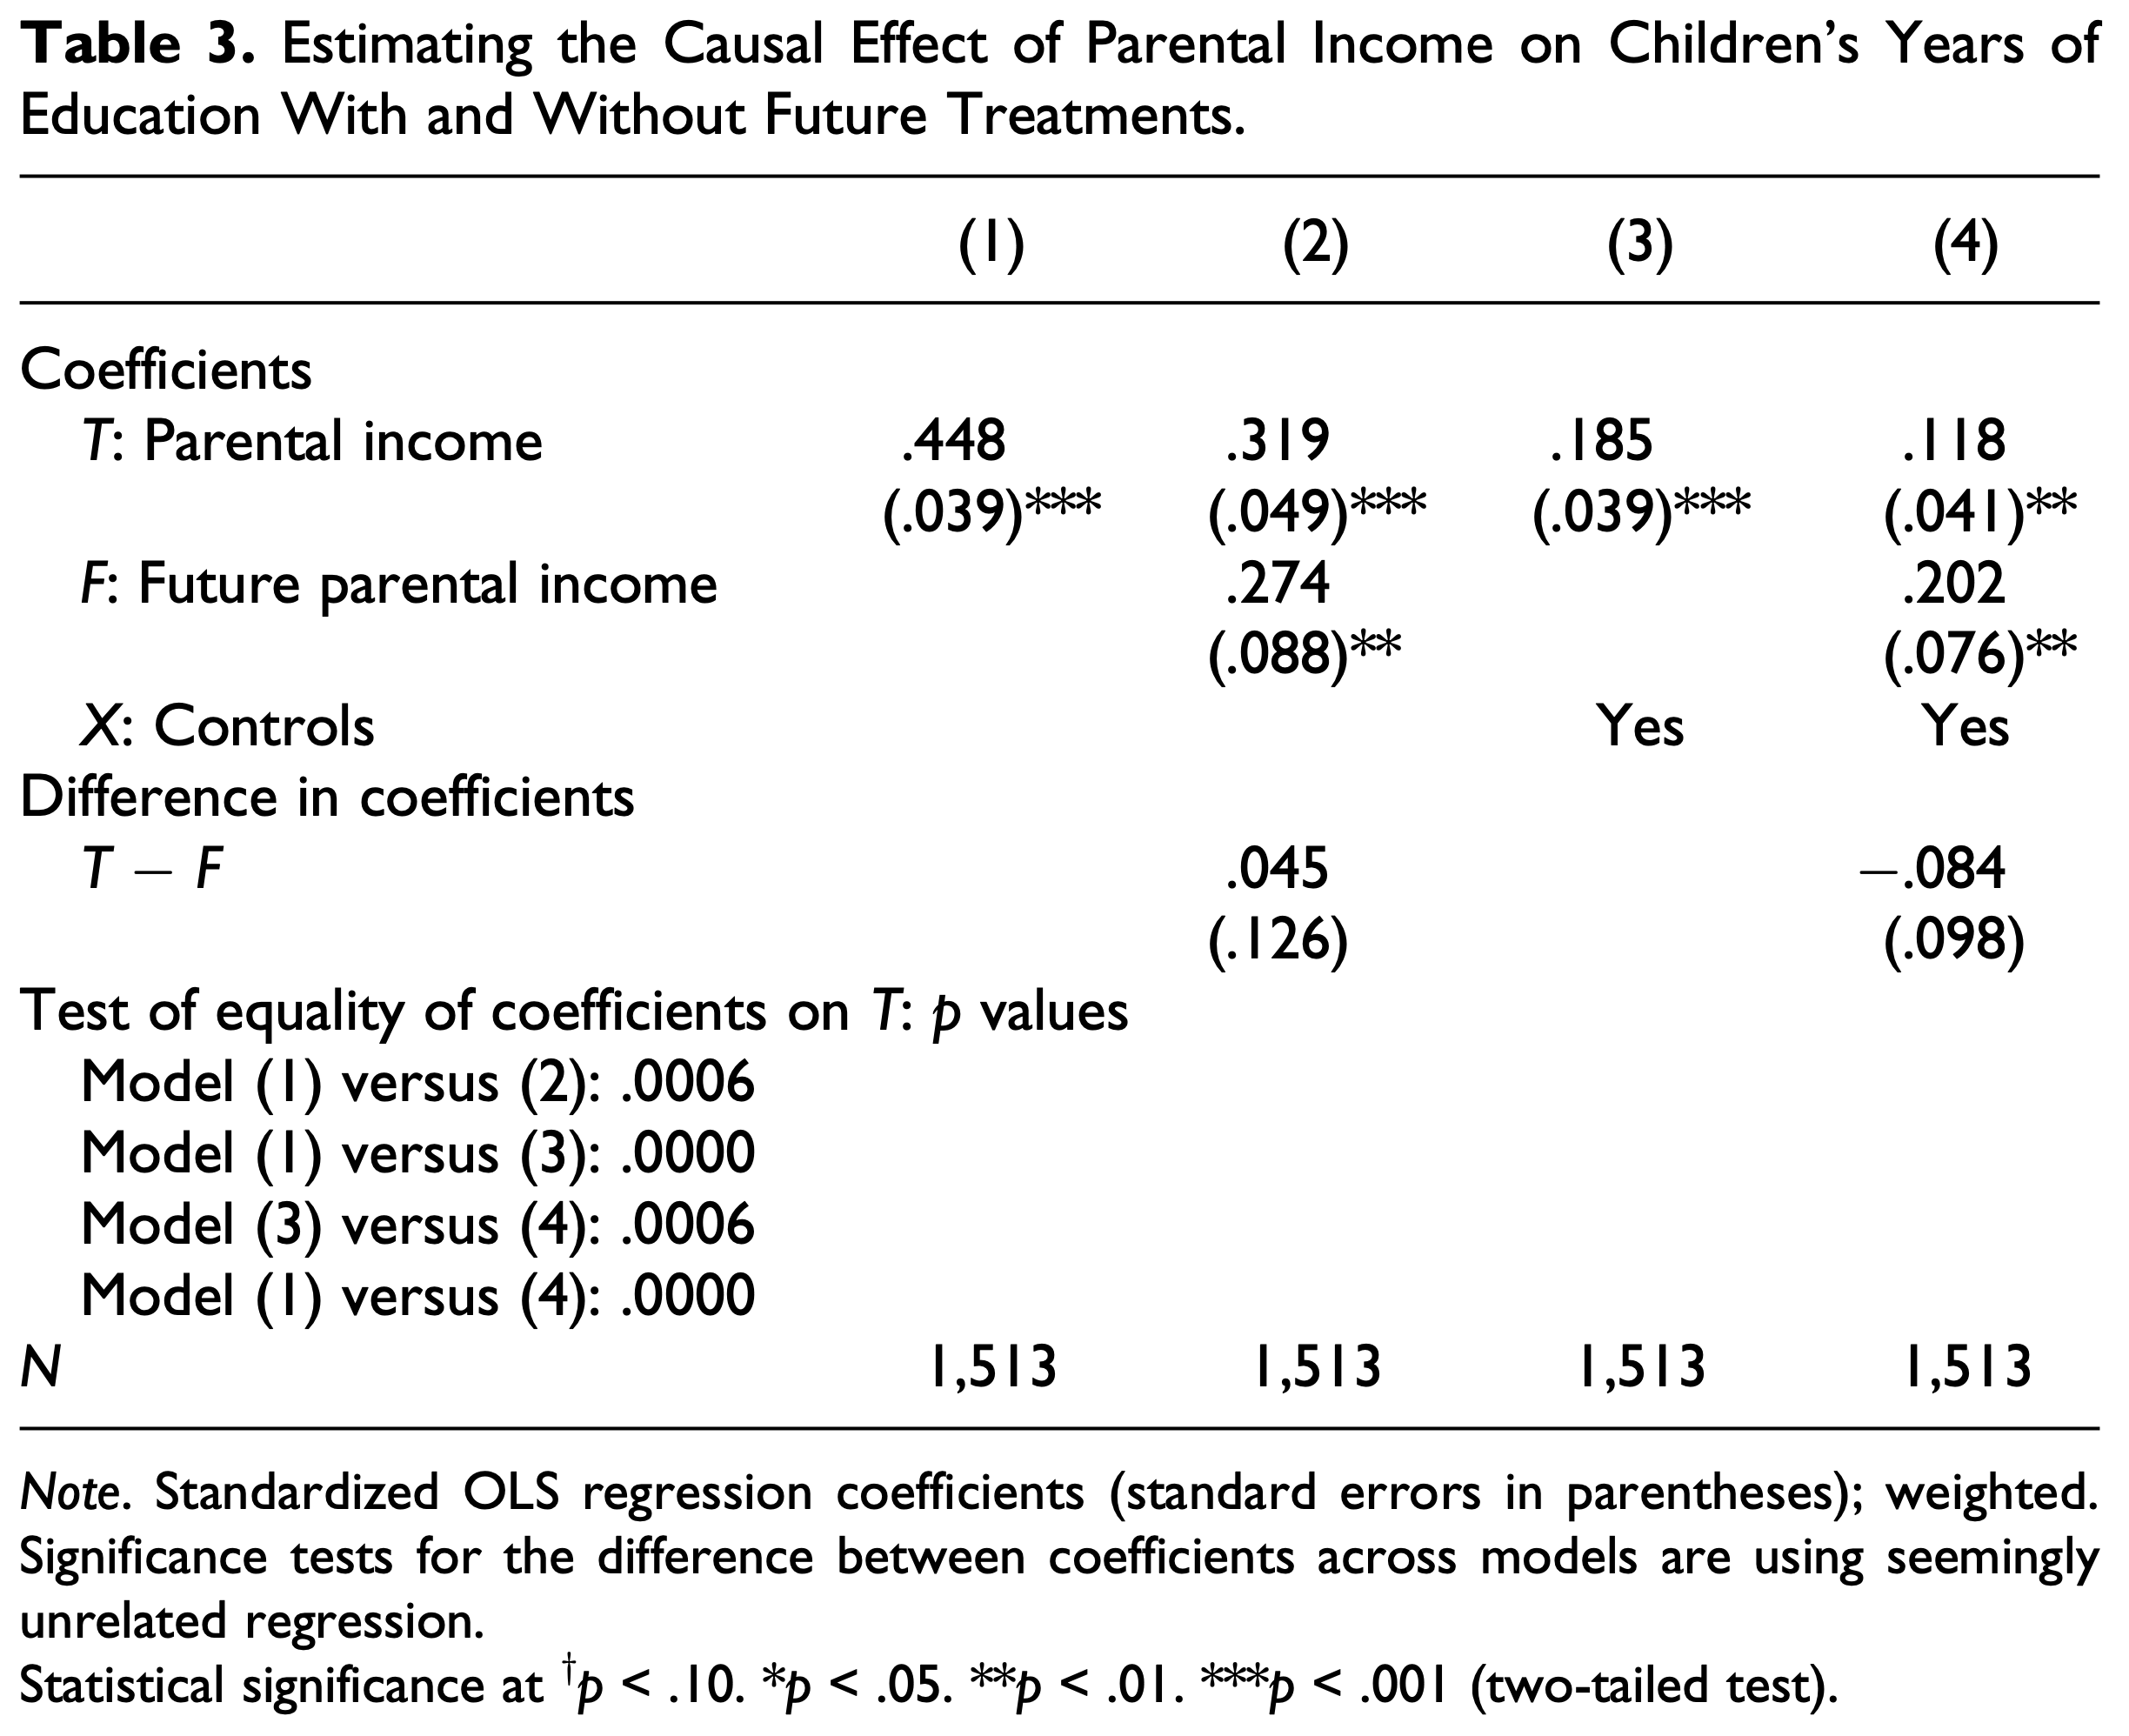 Table 3. Estimating the Causal Effect of Parental Income on Children’s Years of
Education With and Without Future Treatments.
(1) (2) (3) (4)
Coefficients
T: Parental income .448 .319 .185 .118
(.039)*** (.049)*** (.039)*** (.041)**
F: Future parental income .274 .202
(.088)** (.076)**
X: Controls Yes Yes
Difference in coefficients
T − F .045 −.084
(.126) (.098)
Test of equality of coefficients on T: p values
Model (1) versus (2): .0006
Model (1) versus (3): .0000
Model (3) versus (4): .0006
Model (1) versus (4): .0000
N 1,513 1,513 1,513 1,513
Note. Standardized OLS regression coefficients (standard errors in parentheses); weighted.
Significance tests for the difference between coefficients across models are using seemingly
unrelated regression.
Statistical significance at †p < .10. *p < .05. **p < .01. ***p < .001 (two-tailed test).